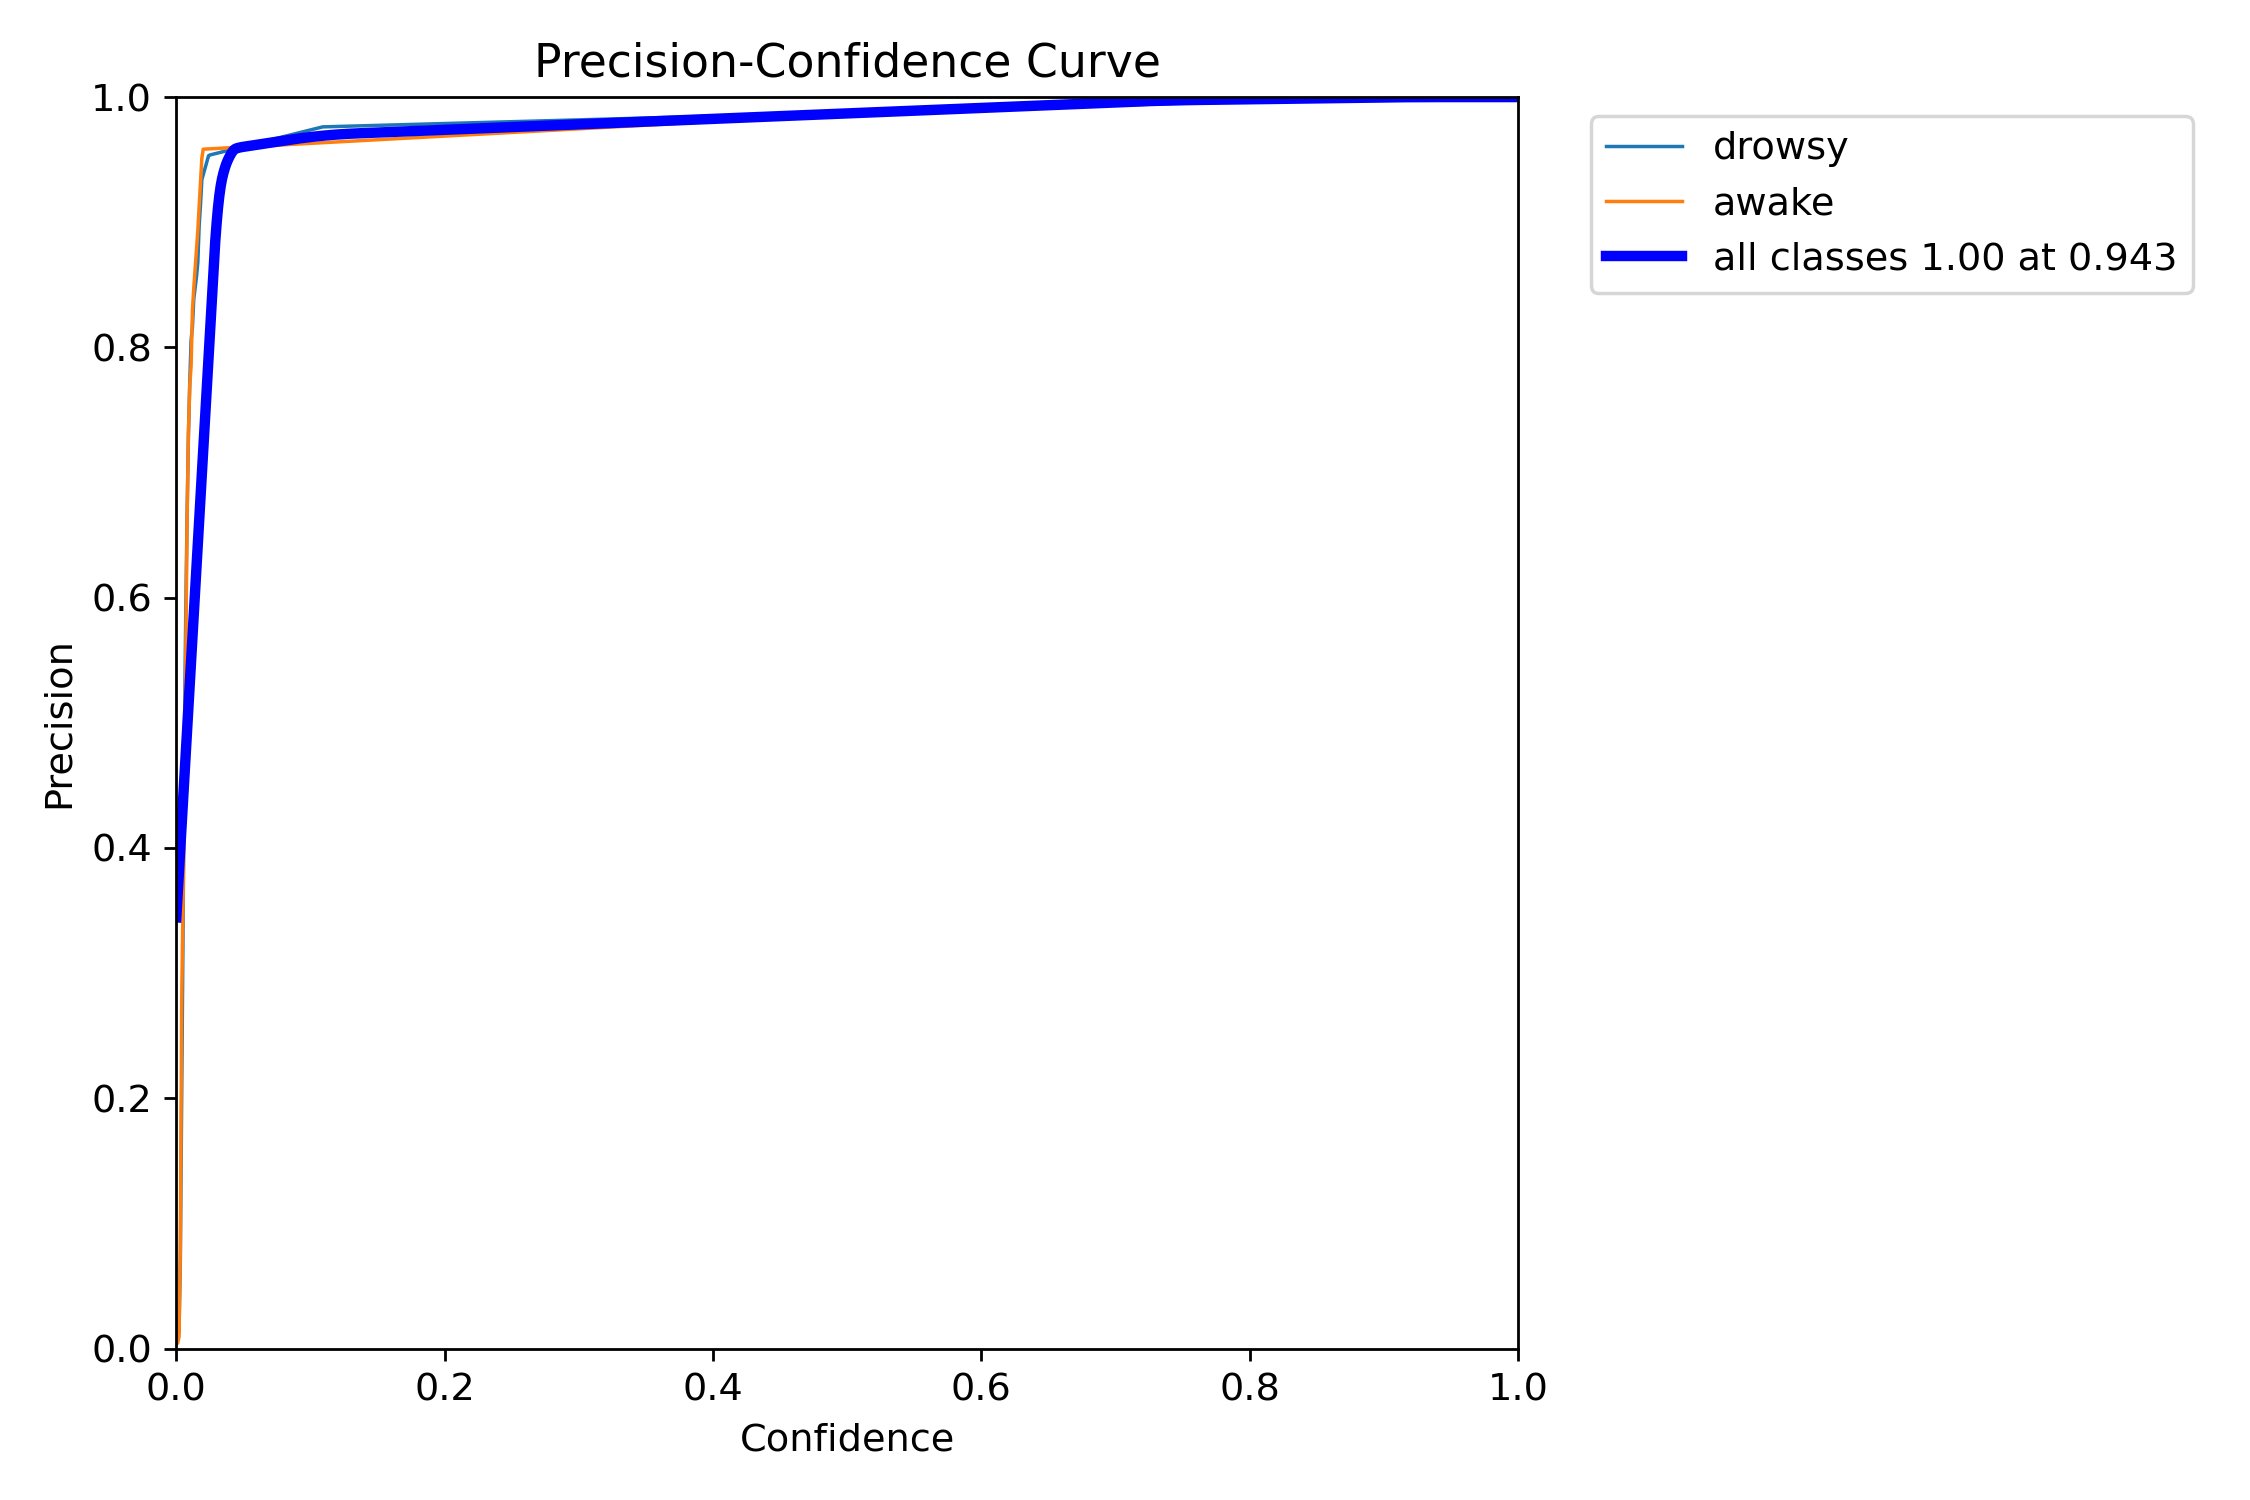 Precision-Confidence Curve
1.0
0.8
0.6
0.4
0.2
0.0
Precision
0.0 0.2 0.4 0.6 0.8 1.0
Confidence
drowsy
awake
all classes 1.00 at 0.943